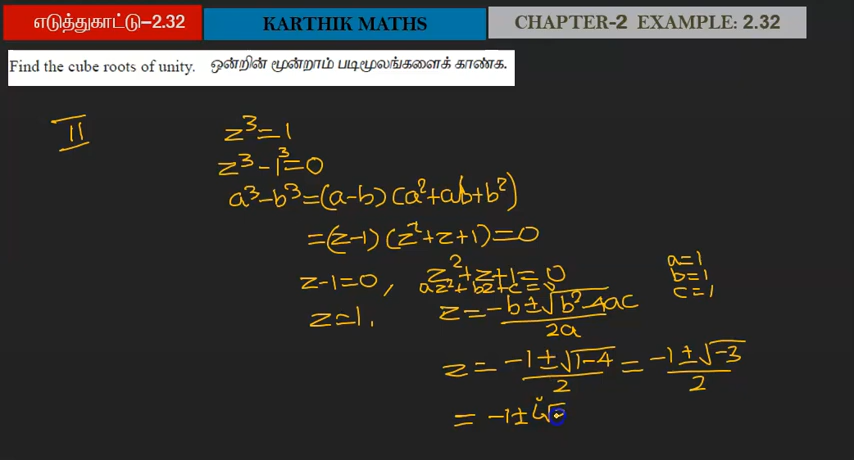 எடுத்துகாட்டு–2.32
KARTHIK MATHS
CHAPTER-2 EXAMPLE: 2.32
Find the cube roots of unity. ஒன்றின் மூன்றாம் படிமூலங்களைக் காண்க.
II
z³=1
z³-1³=0
a³-b³=(a-b)(a²+ab+b²)
=(z-1)(z²+z+1)=0
z-1=0, z²+z+1=0
az²+bz+c=0
a=1
b=1
c=1
z=1, z=-b±√b²-4ac/2a
z=-1±√1-4/2=-1±√-3/2
=-1±i√